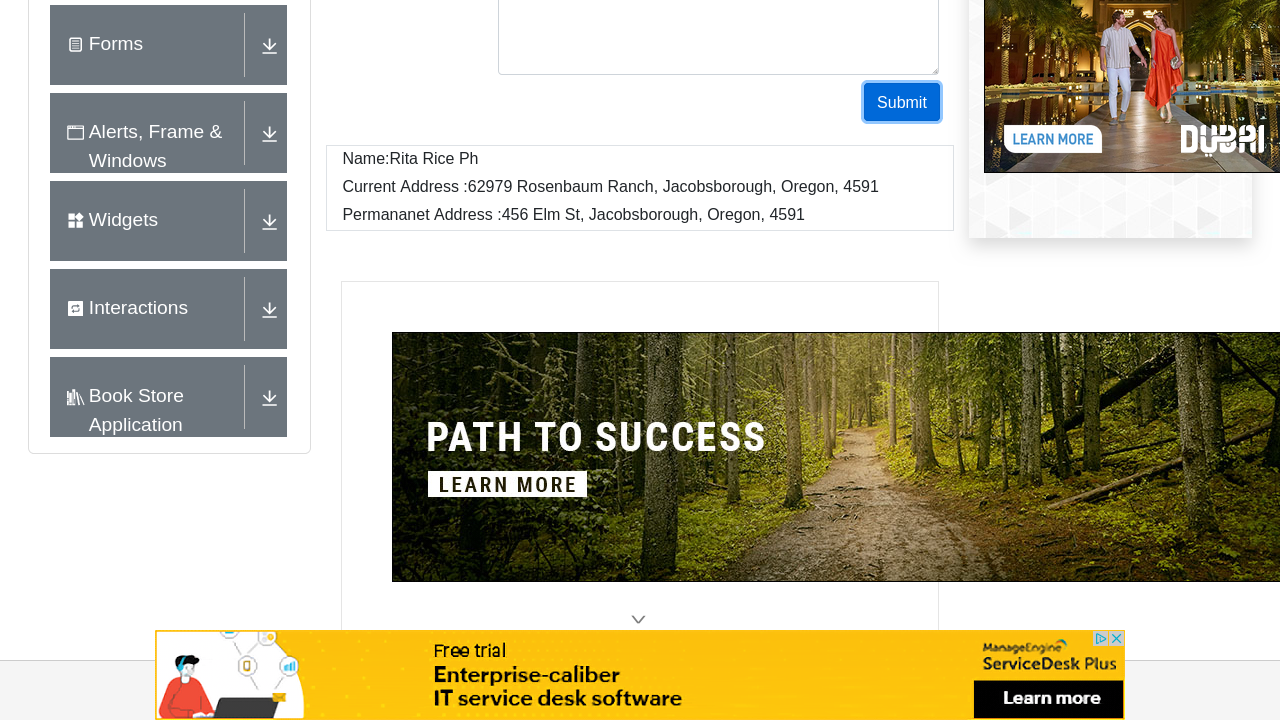 Forms
Alerts, Frame &
Windows
Widgets
Interactions
Book Store
Application
Submit
Name:Rita Rice Ph
Current Address :62979 Rosenbaum Ranch, Jacobsborough, Oregon, 4591
Permananet Address :456 Elm St, Jacobsborough, Oregon, 4591
LEARN MORE
DUBAI
PATH TO SUCCESS
LEARN MORE
Free trial
Enterprise-caliber
IT service desk software
ManageEngine
ServiceDesk Plus
Learn more